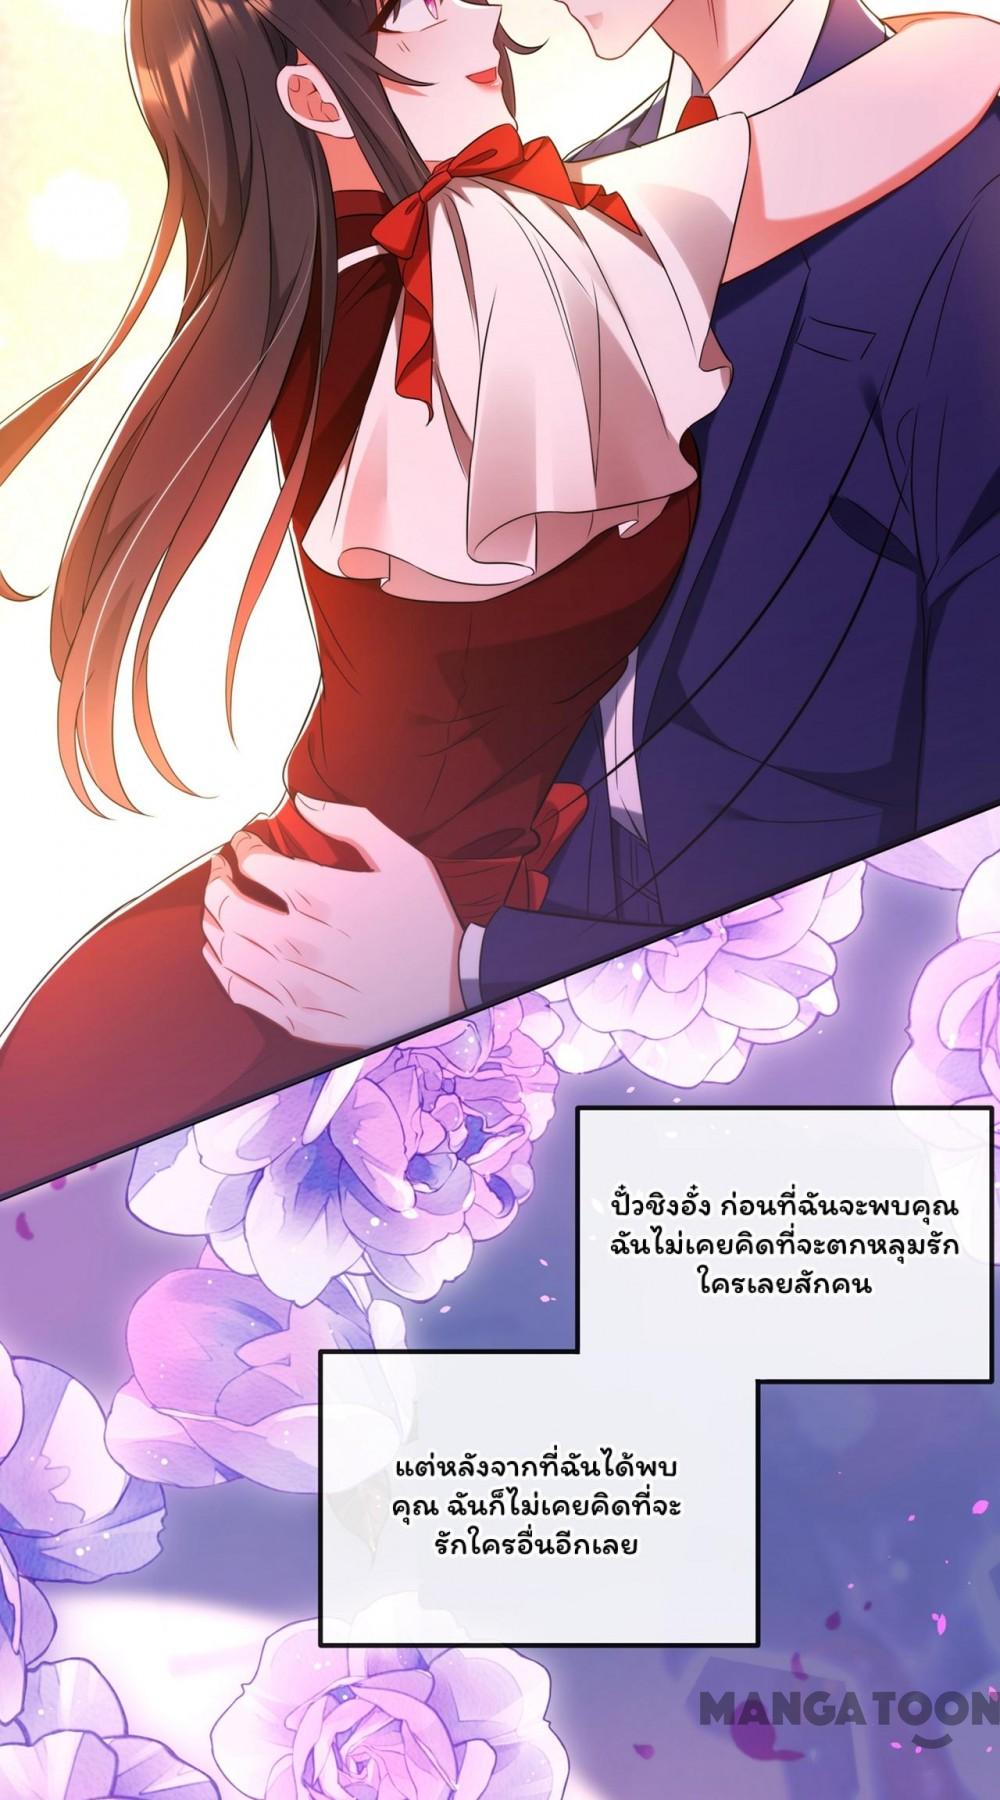 ปั๋วชิงอั๋ง ก่อนที่ฉันจะพบคุณ
ฉันไม่เคยคิดที่จะตกหลุมรัก
ใครเลยสักคน
แต่หลังจากที่ฉันได้พบ
คุณ ฉันก็ไม่เคยคิดที่จะ
รักใครอื่นอีกเลย
MANGATOON